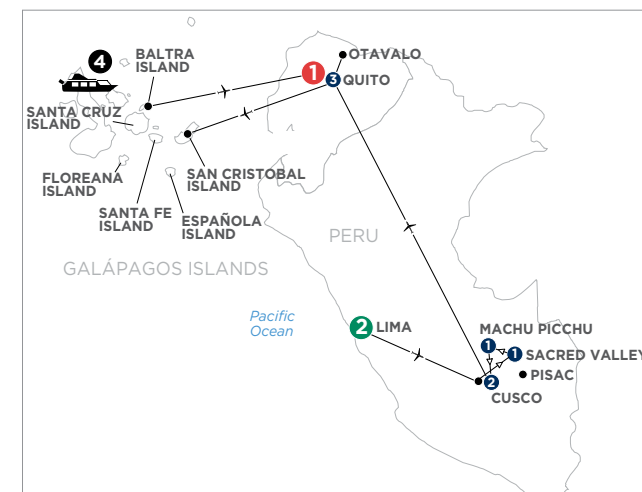 4
BALTRA
ISLAND
OTAVALO
1
3 QUITO
SANTA CRUZ
ISLAND
SAN CRISTOBAL
ISLAND
FLOREANA
ISLAND
SANTA FE
ISLAND
ESPAÑOLA
ISLAND
PERU
GALÁPAGOS ISLANDS
Pacific
Ocean
2 LIMA
MACHU PICCHU
1
1 SACRED VALLEY
PISAC
2
CUSCO